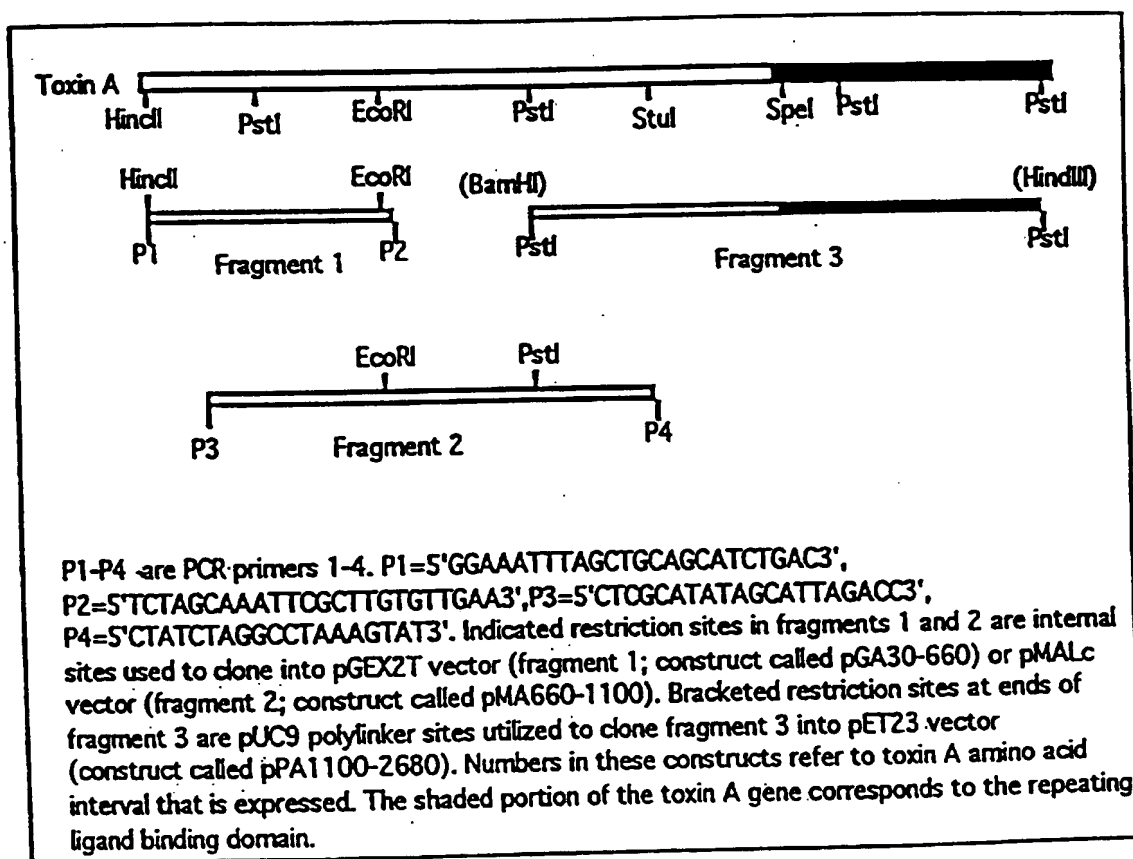 Toxin A
HincII PstI EcoRI PstI StuI SpeI PstI PstI
HincII EcoRI (BamHI) (HindIII)
P1 Fragment 1 P2 PstI Fragment 3 PstI
EcoRI PstI
P3 Fragment 2 P4
P1-P4 are PCR primers 1-4. P1=5'GGAAATTTAGCTGCAGCATCTGAC3',
P2=5'TCTAGCAAATTCGCTTGTGTTGAA3',P3=5'CTCGCATATAGCATTAGACC3',
P4=5'CTATCTAGGCCTAAAGTAT3'. Indicated restriction sites in fragments 1 and 2 are internal
sites used to clone into pGEX2T vector (fragment 1; construct called pGA30-660) or pMALc
vector (fragment 2; construct called pMA660-1100). Bracketed restriction sites at ends of
fragment 3 are pUC9 polylinker sites utilized to clone fragment 3 into pET23 vector
(construct called pPA1100-2680). Numbers in these constructs refer to toxin A amino acid
interval that is expressed. The shaded portion of the toxin A gene corresponds to the repeating
ligand binding domain.